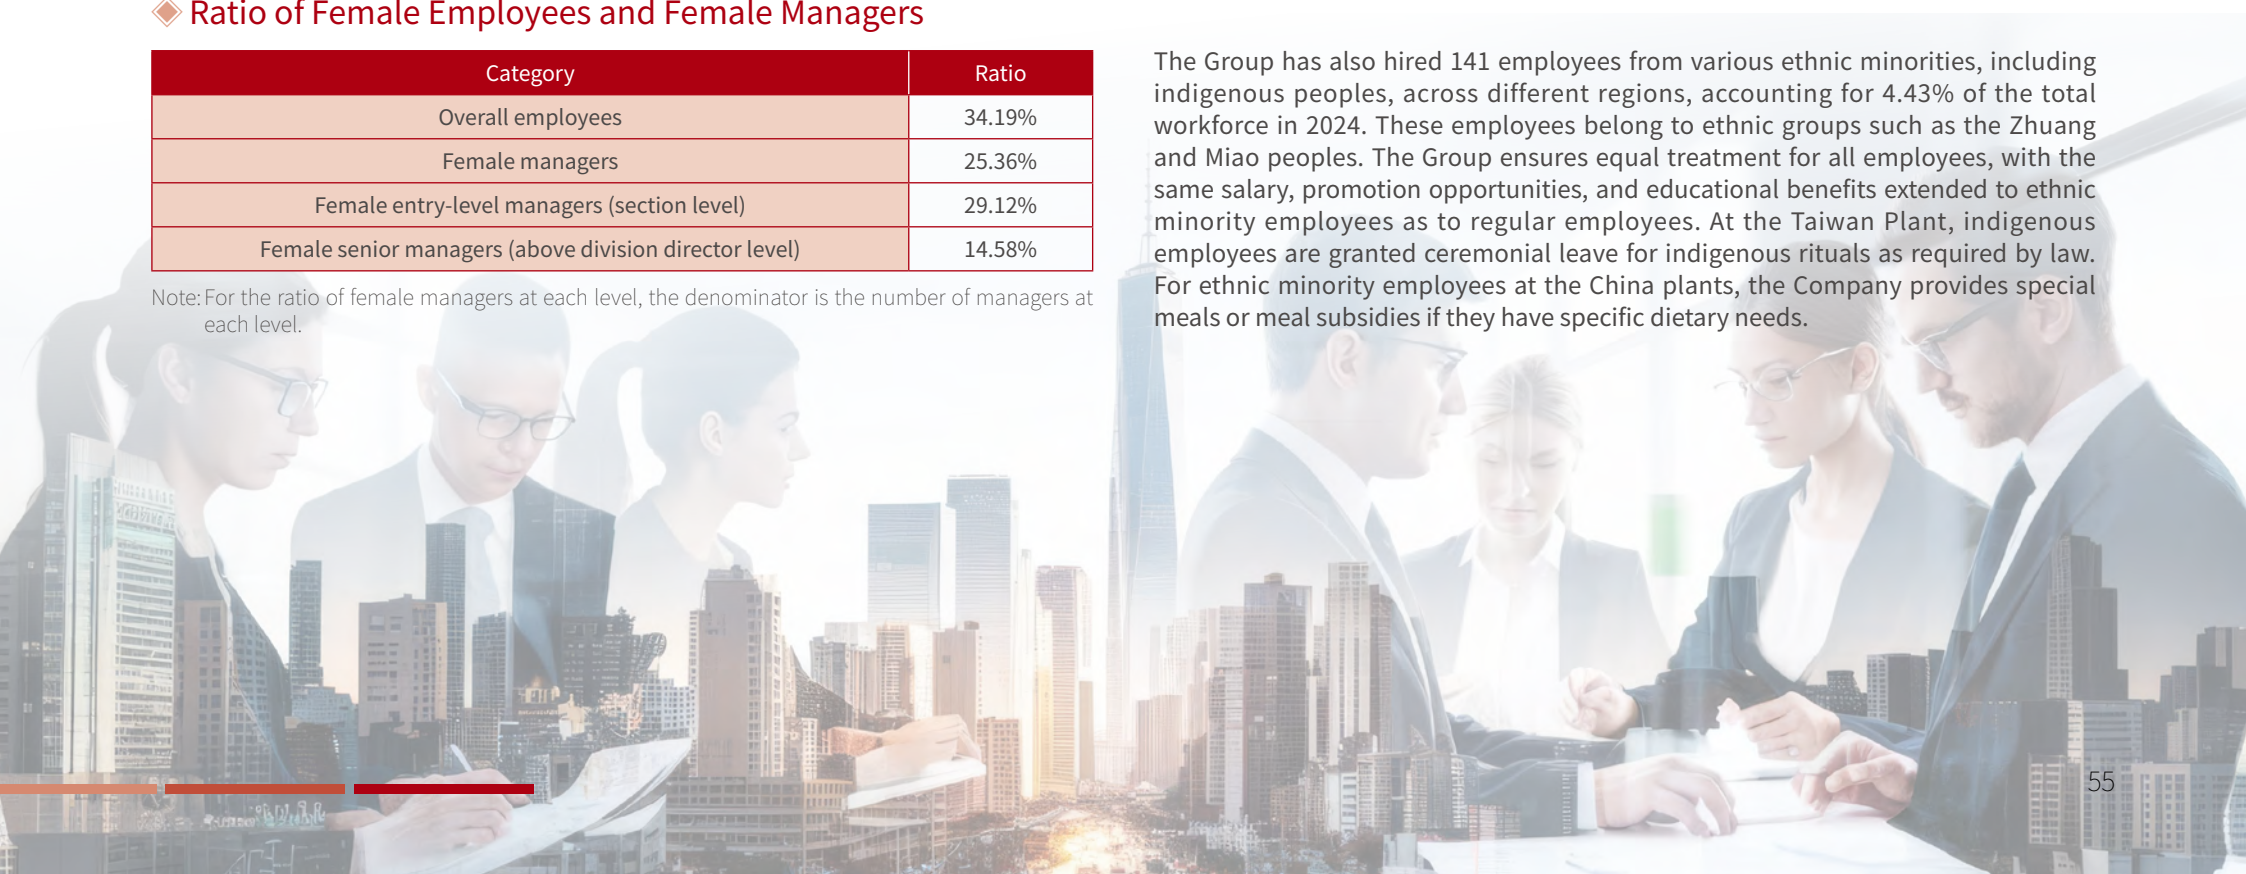 Ratio of Female Employees and Female Managers
Category Ratio
Overall employees 34.19%
Female managers 25.36%
Female entry-level managers (section level) 29.12%
Female senior managers (above division director level) 14.58%
Note: For the ratio of female managers at each level, the denominator is the number of managers at
each level.
The Group has also hired 141 employees from various ethnic minorities, including
indigenous peoples, across different regions, accounting for 4.43% of the total
workforce in 2024. These employees belong to ethnic groups such as the Zhuang
and Miao peoples. The Group ensures equal treatment for all employees, with the
same salary, promotion opportunities, and educational benefits extended to ethnic
minority employees as to regular employees. At the Taiwan Plant, indigenous
employees are granted ceremonial leave for indigenous rituals as required by law.
For ethnic minority employees at the China plants, the Company provides special
meals or meal subsidies if they have specific dietary needs.
55